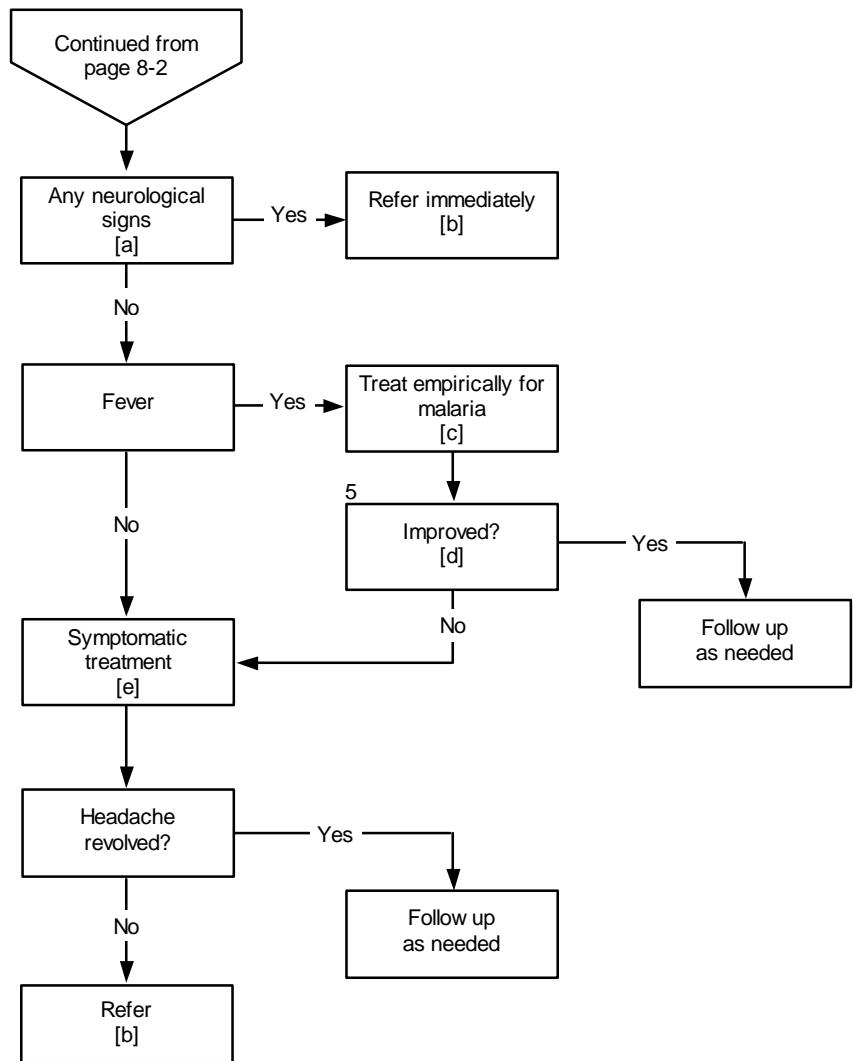 Continued from
page 8-2
Any neurological
signs
[a]
Yes
Refer immediately
[b]
No
Fever
Yes
Treat empirically for
malaria
[c]
5
Improved?
[d]
Yes
No
No
Follow up
as needed
Symptomatic
treatment
[e]
Headache
revolved?
Yes
Follow up
as needed
No
Refer
[b]